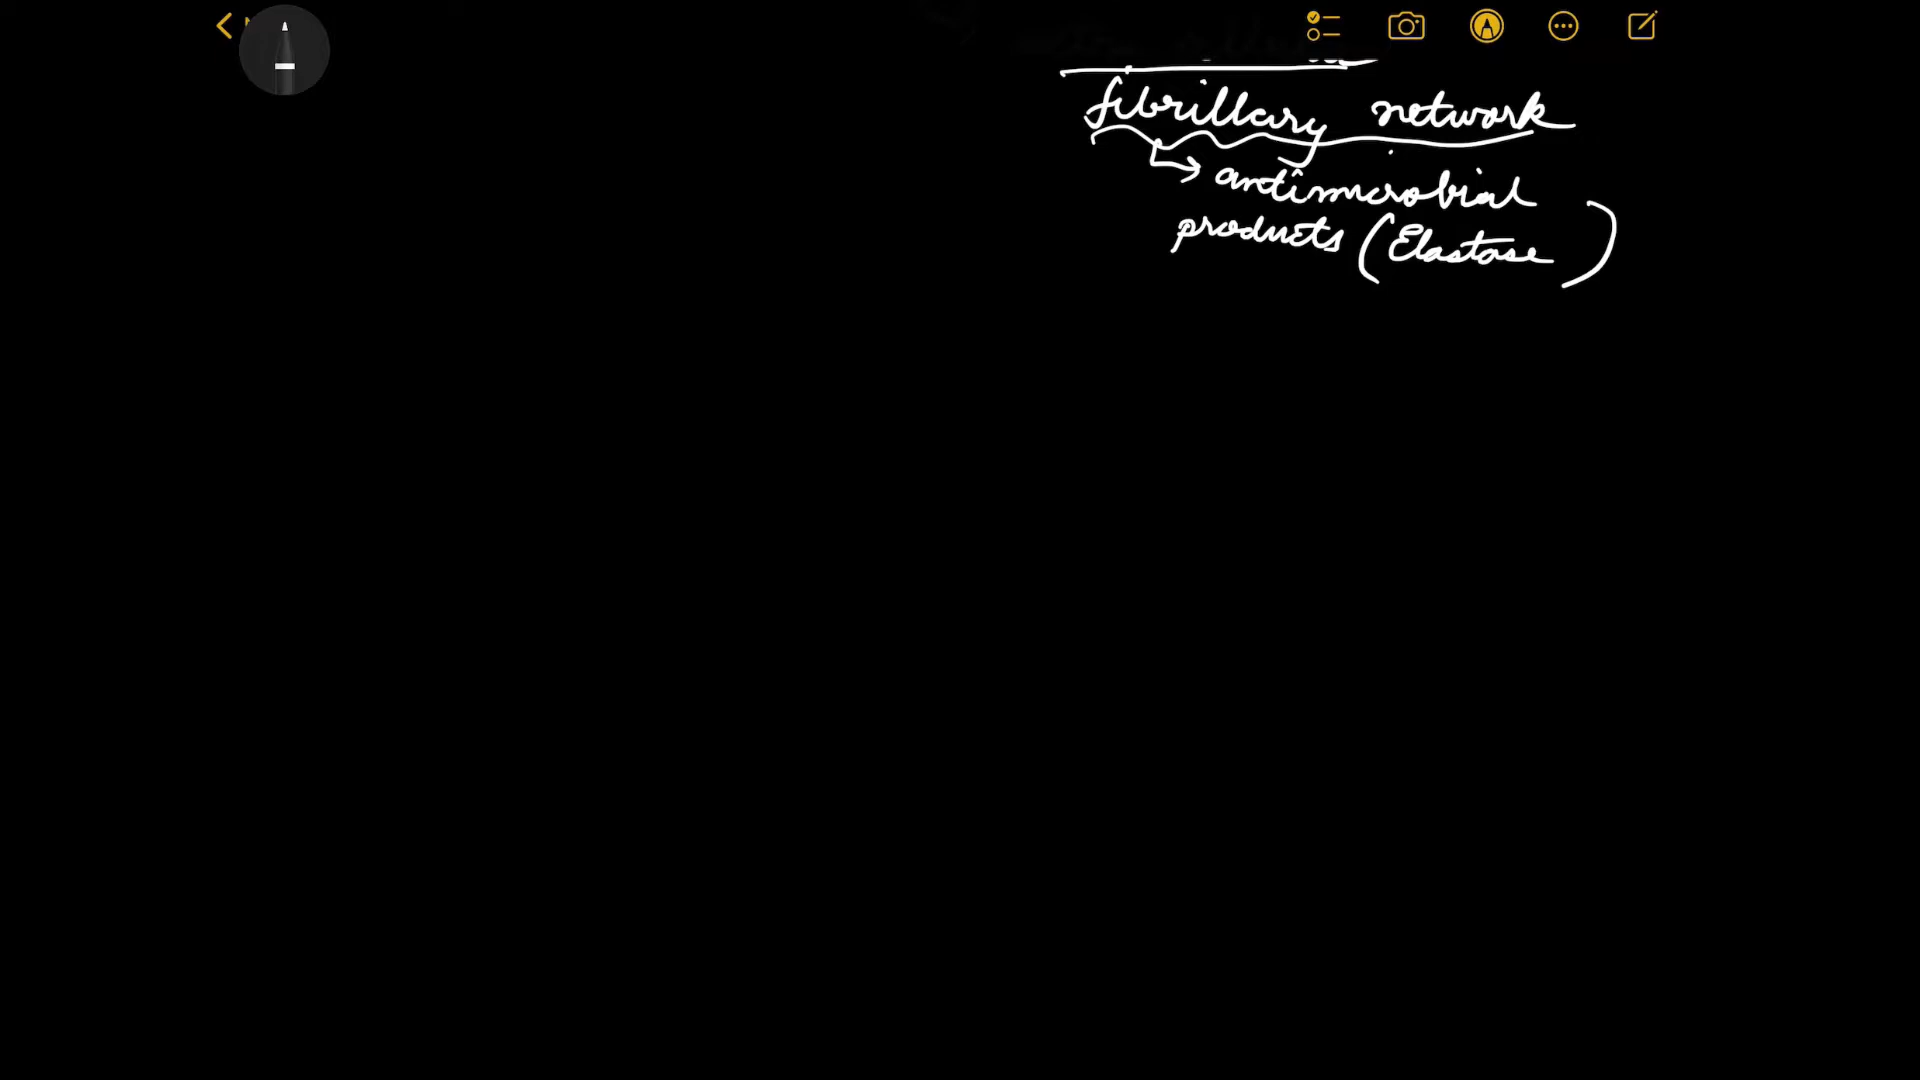 fibrillary network
→ antimicrobial
products (Elastase )